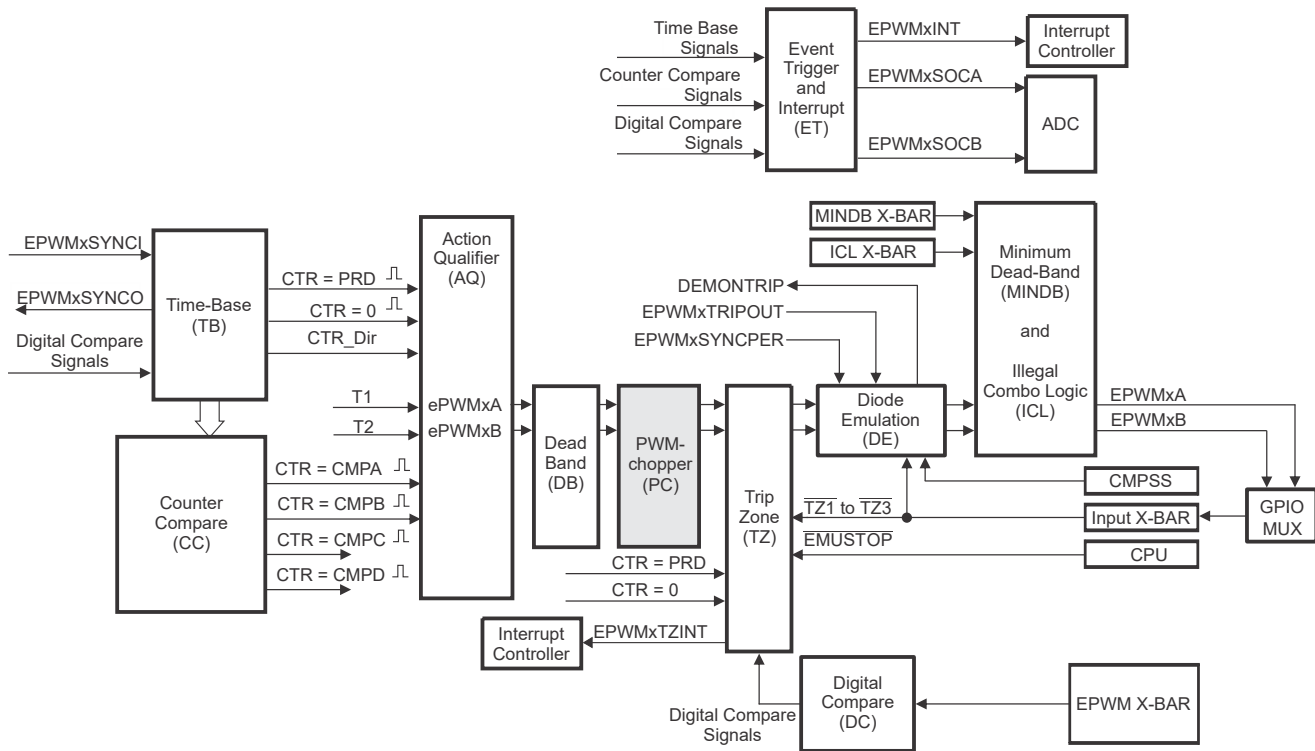 Time Base
Signals
Counter Compare
Signals
Digital Compare
Signals
Event
Trigger
and
Interrupt
(ET)
EPWMxINT
EPWMxSOCA
EPWMxSOCB
Interrupt
Controller
ADC
EPWMxSYNCI
EPWMxSYNCO
Digital Compare
Signals
Time-Base
(TB)
CTR = PRD
CTR = 0
CTR_Dir
T1
T2
Counter
Compare
(CC)
CTR = CMPA
CTR = CMPB
CTR = CMPC
CTR = CMPD
Action
Qualifier
(AQ)
ePWMxA
ePWMxB
Dead
Band
(DB)
PWM-
chopper
(PC)
CTR = PRD
CTR = 0
Interrupt
Controller
EPWMxTZINT
Trip
Zone
(TZ)
DEMONTRIP
EPWMxTRIPOUT
EPWMxSYNCPER
Diode
Emulation
(DE)
MINDB X-BAR
ICL X-BAR
Minimum
Dead-Band
(MINDB)
and
Illegal
Combo Logic
(ICL)
EPWMxA
EPWMxB
TZ1 to TZ3
EMUSTOP
CMPSS
Input X-BAR
CPU
GPIO
MUX
Digital Compare
Signals
Digital
Compare
(DC)
EPWM X-BAR